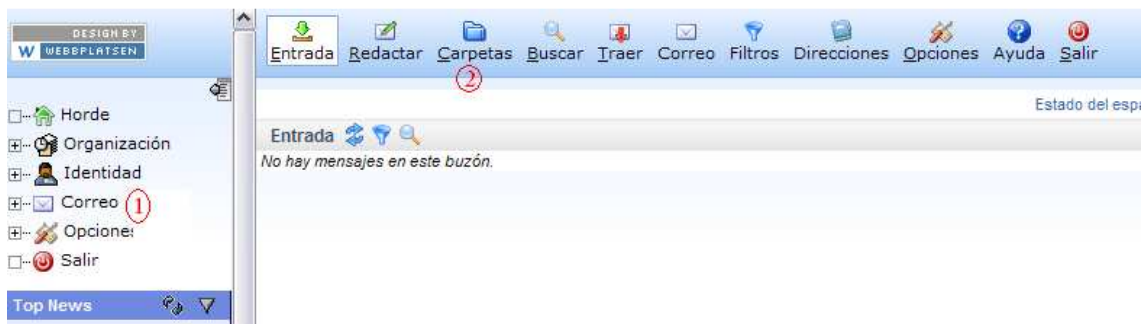 DESIGN BY
W WEBBPLATSEN
Entrada Redactar Carpetas Buscar Traer Correo Filtros Direcciones Opciones Ayuda Salir
2
Estado del espa
Horde
Organización
Identidad
Correo 1
Opciones
Salir
Entrada
No hay mensajes en este buzón.
Top News